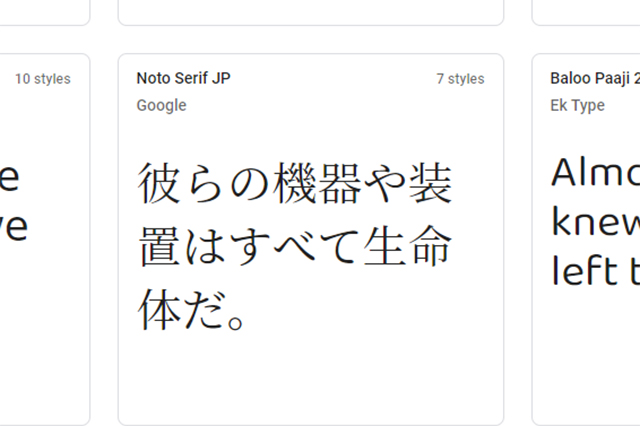 10 styles
e
ve
Noto Serif JP
7 styles
Google
彼らの機器や装
置はすべて生命
体だ。
Baloo Paaji 2
Ek Type
Almo
knew
left t